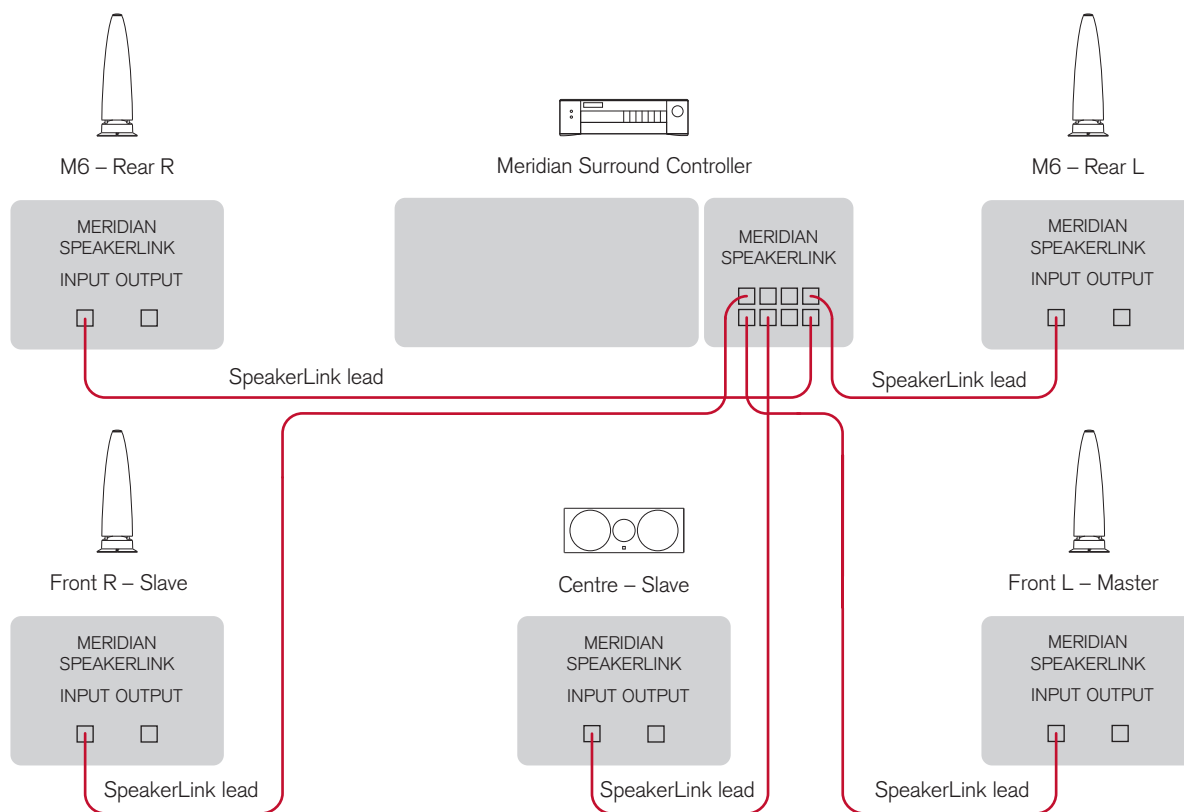 M6 – Rear R
Meridian Surround Controller
M6 – Rear L
MERIDIAN
SPEAKERLINK
INPUT OUTPUT
MERIDIAN
SPEAKERLINK
MERIDIAN
SPEAKERLINK
INPUT OUTPUT
SpeakerLink lead
SpeakerLink lead
Front R – Slave
Centre – Slave
Front L – Master
MERIDIAN
SPEAKERLINK
INPUT OUTPUT
MERIDIAN
SPEAKERLINK
INPUT OUTPUT
MERIDIAN
SPEAKERLINK
INPUT OUTPUT
SpeakerLink lead
SpeakerLink lead
SpeakerLink lead